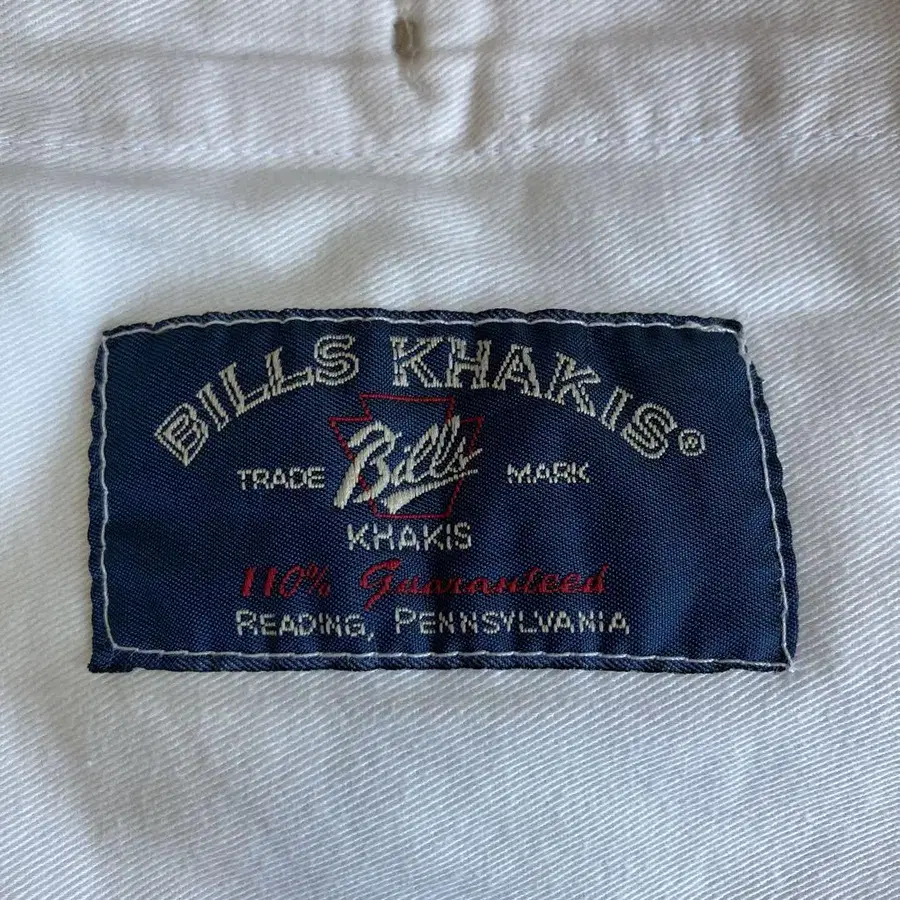 BILLS KHAKIS®
TRADE Bills MARK
KHAKIS
110% Guaranteed
READING, PENNSYLVANIA